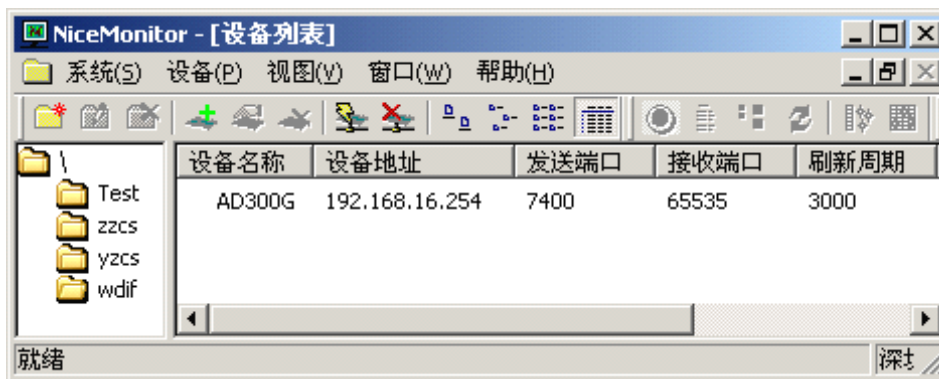 NiceMonitor - [设备列表]
系统(S) 设备(P) 视图(V) 窗口(W) 帮助(H)
\
Test
zzcs
yzcs
wdif
设备名称 设备地址 发送端口 接收端口 刷新周期
AD300G 192.168.16.254 7400 65535 3000
就绪